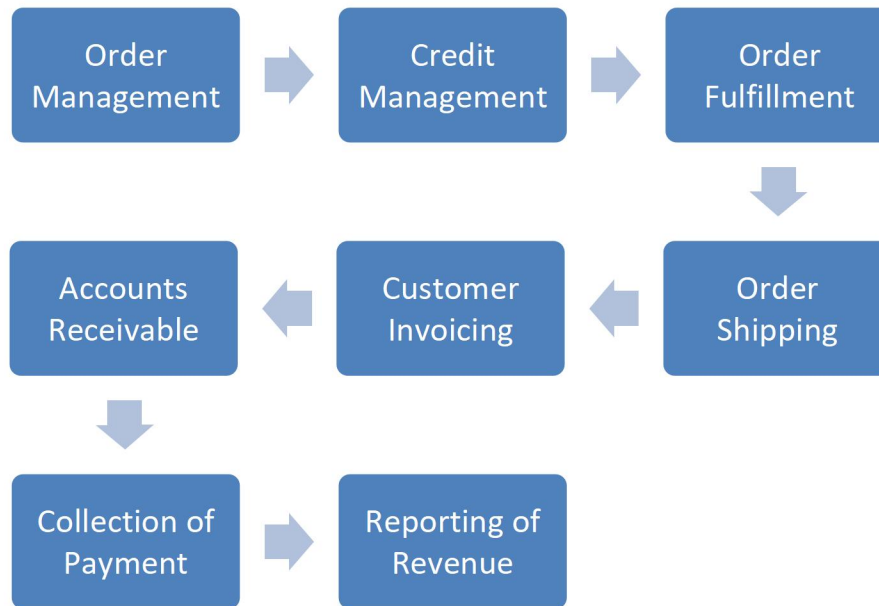 Order
Management
Credit
Management
Order
Fulfillment
Order
Shipping
Customer
Invoicing
Accounts
Receivable
Collection of
Payment
Reporting of
Revenue